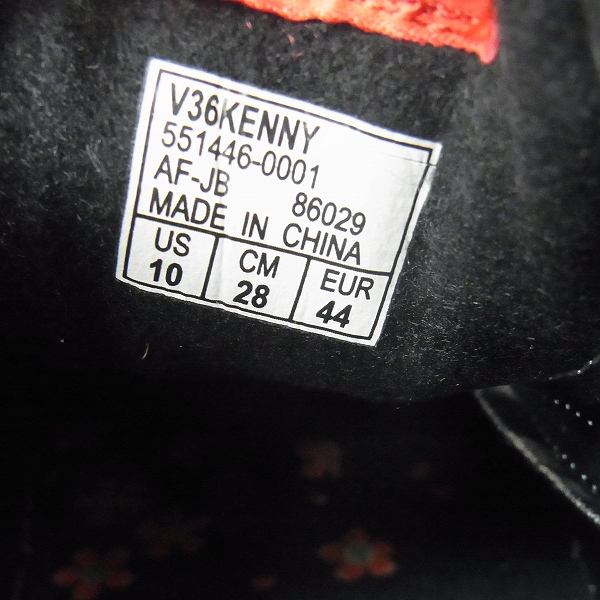 V36KENNY
551446-0001
AF-JB 86029
MADE IN CHINA
US CM EUR
10 28 44